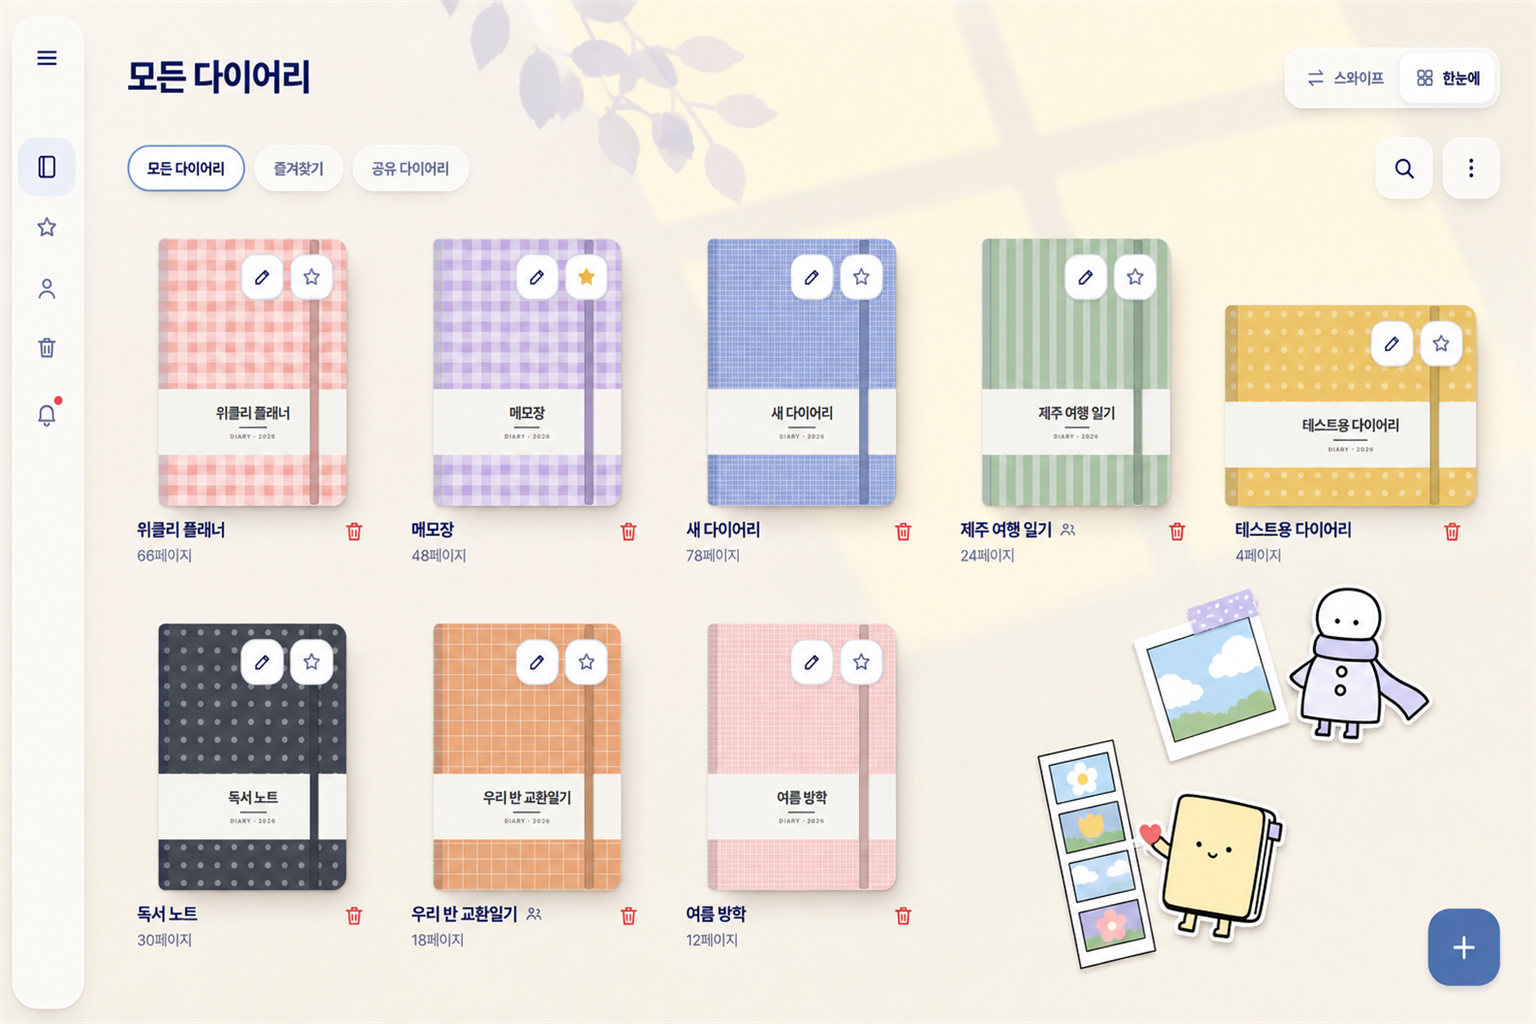 모든 다이어리
스와이프
한눈에
모든 다이어리
즐겨찾기
공유 다이어리
위클리 플래너
DIARY · 2026
메모장
DIARY · 2026
새 다이어리
DIARY · 2026
제주 여행 일기
DIARY · 2026
테스트용 다이어리
DIARY · 2026
위클리 플래너
66페이지
메모장
48페이지
새 다이어리
78페이지
제주 여행 일기
24페이지
테스트용 다이어리
4페이지
독서 노트
DIARY · 2026
우리 반 교환일기
DIARY · 2026
여름 방학
DIARY · 2026
독서 노트
30페이지
우리 반 교환일기
18페이지
여름 방학
12페이지